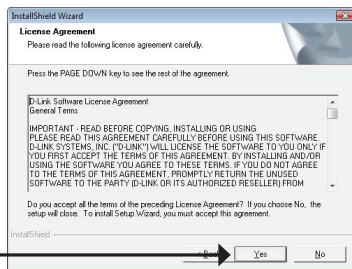 InstallShield Wizard
License Agreement
Please read the following license agreement carefully.
Press the PAGE DOWN key to see the rest of the agreement.
D-Link Software License Agreement
General Terms
IMPORTANT - READ BEFORE COPYING, INSTALLING OR USING
PLEASE READ THIS AGREEMENT CAREFULLY BEFORE USING THIS SOFTWARE.
D-LINK SYSTEMS, INC. ("D-LINK") WILL LICENSE THE SOFTWARE TO YOU ONLY IF
YOU FIRST ACCEPT THE TERMS OF THIS AGREEMENT. BY INSTALLING AND/OR
USING THE SOFTWARE YOU AGREE TO THESE TERMS. IF YOU DO NOT AGREE
TO THE TERMS OF THIS AGREEMENT, PROMPTLY RETURN THE UNUSED
SOFTWARE TO THE PARTY (D-LINK OR ITS AUTHORIZED RESELLER) FROM
Do you accept all the terms of the preceding License Agreement? If you choose No, the
setup will close. To install Setup Wizard, you must accept this agreement.
InstallShield
Yes
No